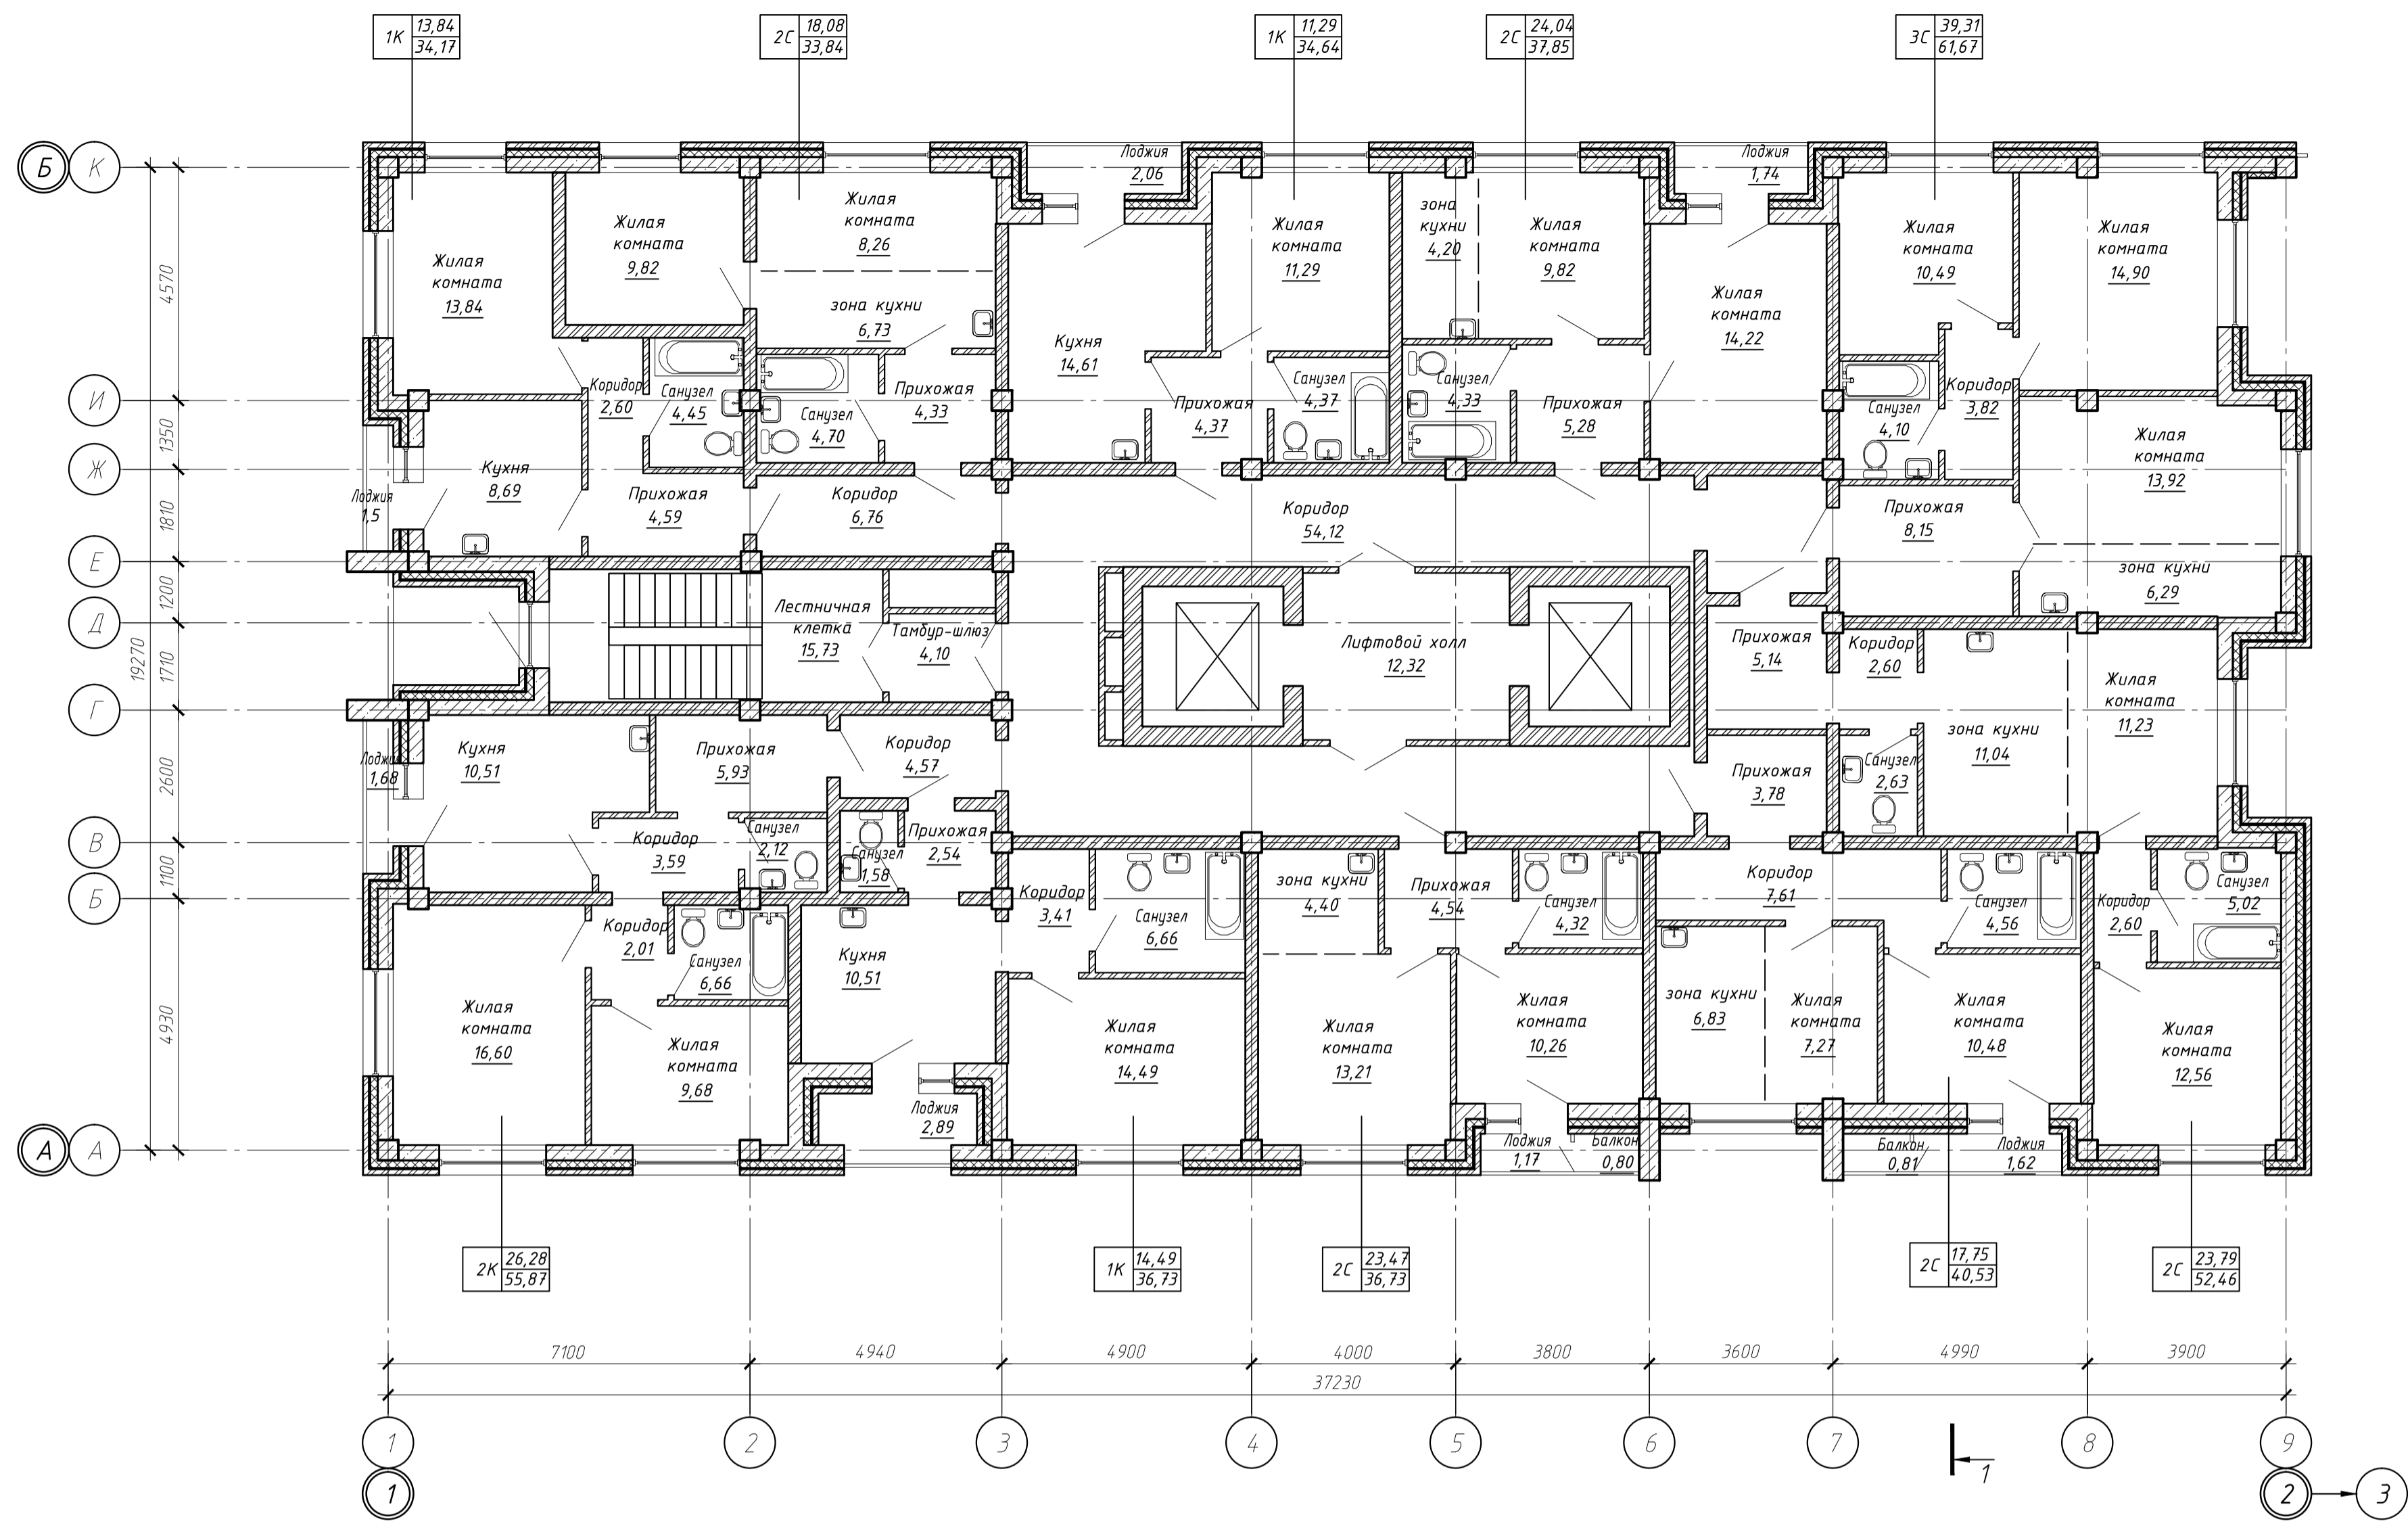 1К 13,84 34,17
2С 18,08 33,84
1К 11,29 34,64
2С 24,04 37,85
3С 39,31 61,67
Б К
И
Ж
Е
Д
Г
В
Б
А А
4570
1350
1810
1200
1710
2600
1100
4930
19270
Жилая
комната
13,84
Жилая
комната
9,82
Жилая
комната
8,26
зона кухни
6,73
Лоджия
2,06
Кухня
14,61
Жилая
комната
11,29
зона
кухни
4,20
Жилая
комната
9,82
Лоджия
1,74
Жилая
комната
14,22
Жилая
комната
10,49
Жилая
комната
14,90
Коридор
2,60
Санузел
4,45
Санузел
4,70
Прихожая
4,33
Прихожая
4,37
Санузел
4,37
Санузел
4,33
Прихожая
5,28
Санузел
4,10
Коридор
3,82
Жилая
комната
13,92
Лоджия
1,5
Кухня
8,69
Прихожая
4,59
Коридор
6,76
Коридор
54,12
Прихожая
8,15
зона кухни
6,29
Лестничная
клетка
15,73
Тамбур-шлюз
4,10
Лифтовой холл
12,32
Прихожая
5,14
Коридор
2,60
Жилая
комната
11,23
зона кухни
11,04
Лоджия
1,68
Кухня
10,51
Прихожая
5,93
Коридор
4,57
Прихожая
3,78
Санузел
2,63
Коридор
3,59
Санузел
2,12
Санузел
1,58
Прихожая
2,54
Коридор
3,41
Санузел
6,66
зона кухни
4,40
Прихожая
4,54
Санузел
4,32
Коридор
7,61
Санузел
4,56
Коридор
2,60
Санузел
5,02
Коридор
2,01
Санузел
6,66
Кухня
10,51
Жилая
комната
16,60
Жилая
комната
9,68
Жилая
комната
14,49
Жилая
комната
13,21
Жилая
комната
10,26
зона кухни
6,83
Жилая
комната
7,27
Жилая
комната
10,48
Жилая
комната
12,56
Лоджия
2,89
Лоджия
1,17
Балкон
0,80
Балкон
0,81
Лоджия
1,62
2К 26,28 55,87
1К 14,49 36,73
2С 23,47 36,73
2С 17,75 40,53
2С 23,79 52,46
7100 4940 4900 4000 3800 3600 4990 3900
37230
1 2 3 4 5 6 7 8 9
1
1 2 3